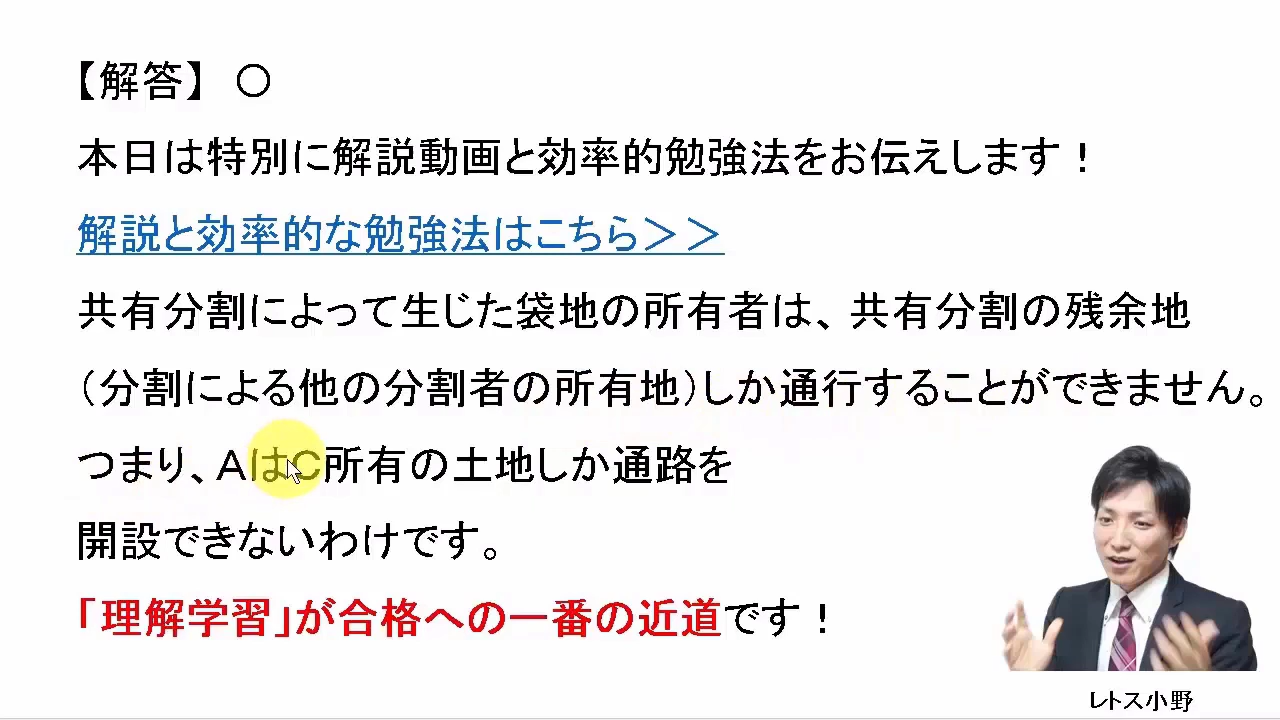 【解答】 〇
本日は特別に解説動画と効率的勉強法をお伝えします！
解説と効率的な勉強法はこちら＞＞
共有分割によって生じた袋地の所有者は、共有分割の残余地
（分割による他の分割者の所有地）しか通行することができません。
つまり、ＡはＣ所有の土地しか通路を
開設できないわけです。
「理解学習」が合格への一番の近道です！
レトス小野